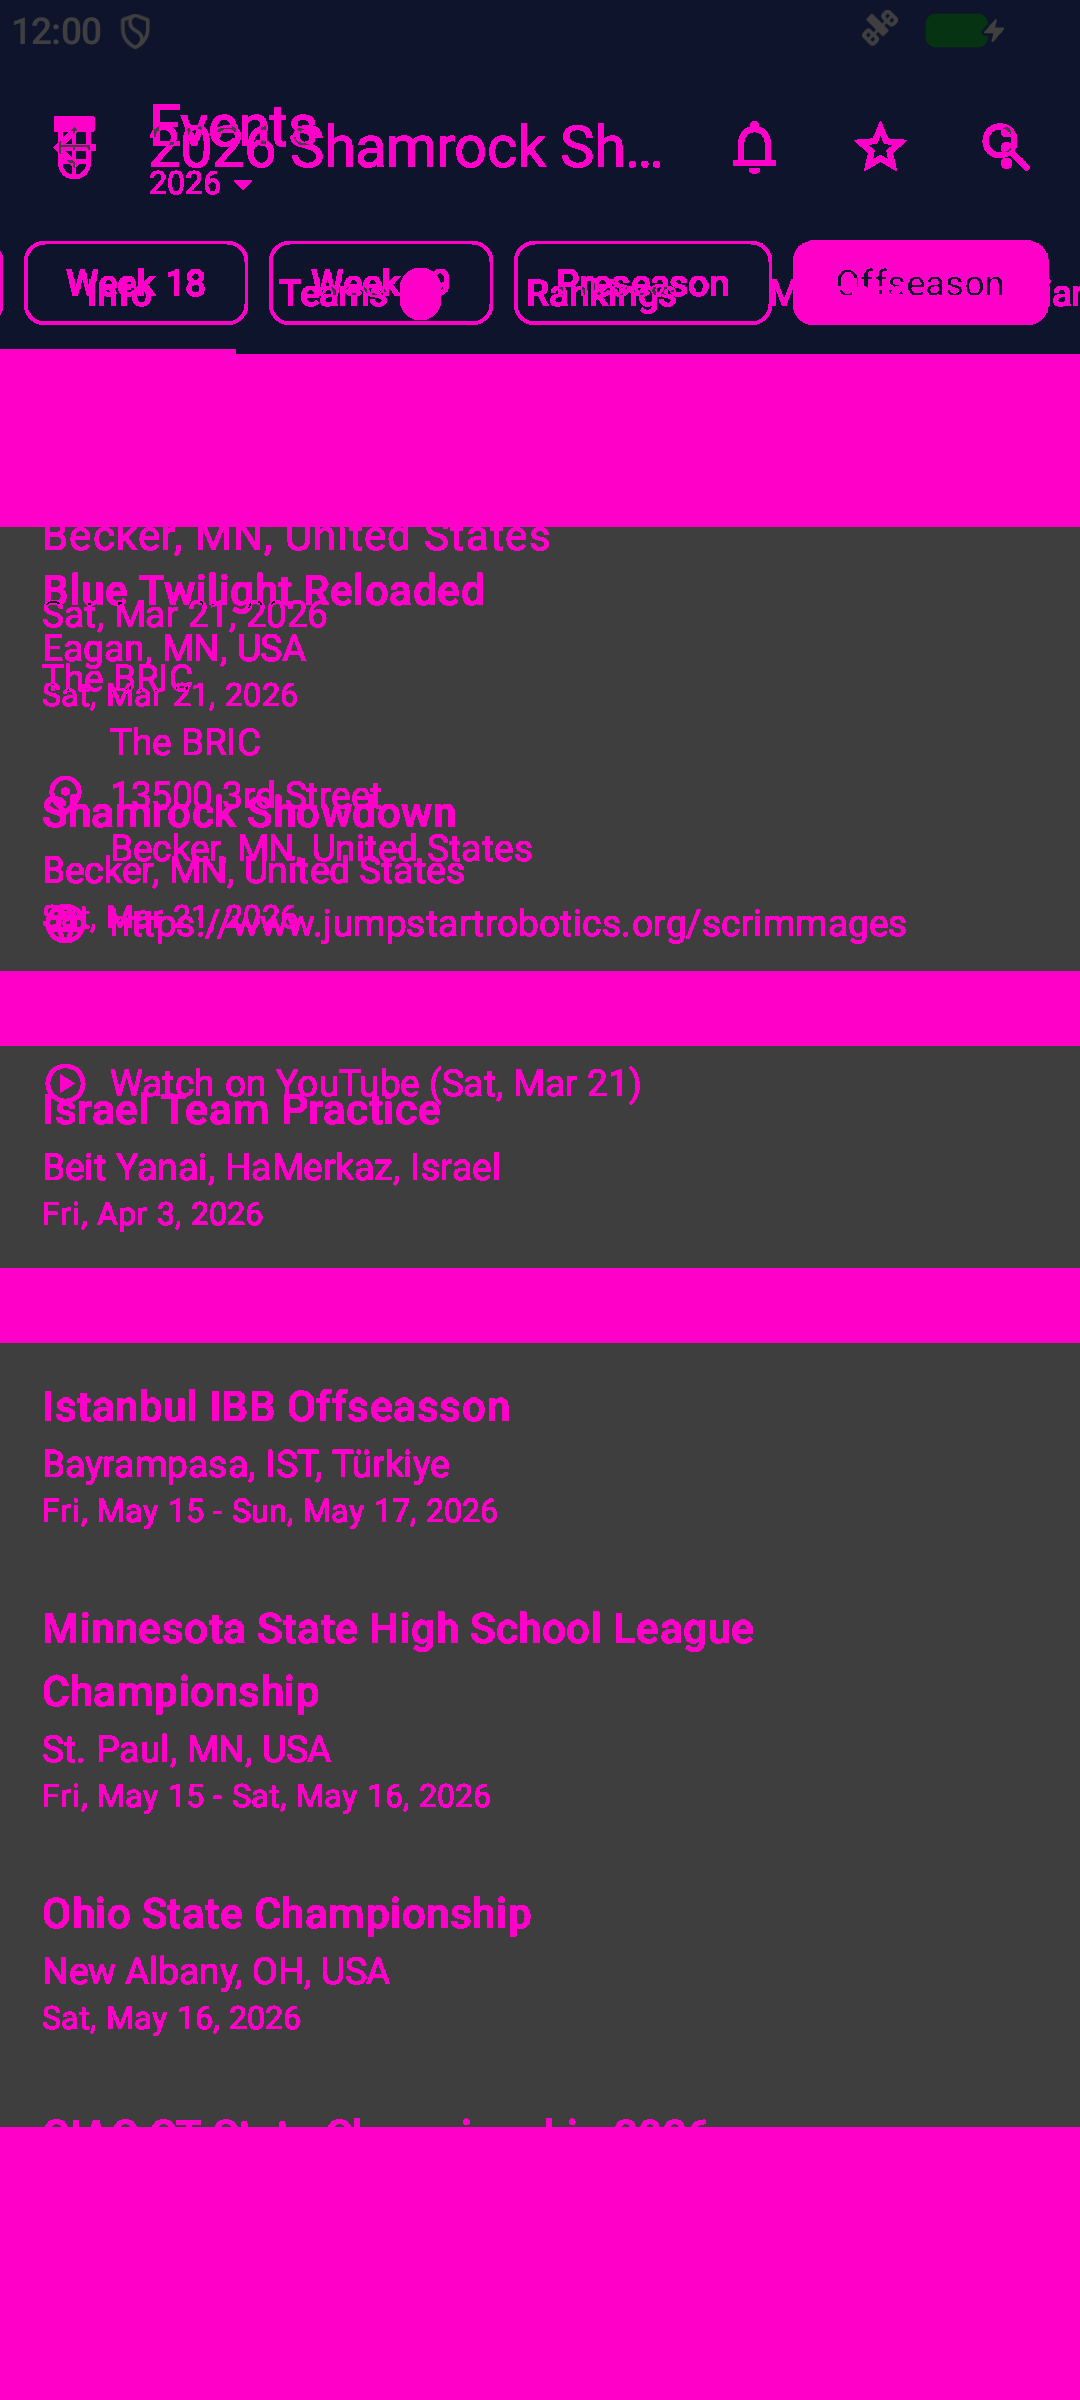 12:00
Events
2026 Shamrock Sh...
2026
Week 18
Week 19
Preseason
Offseason
Info
Teams
Rankings
Becker, MN, United States
Blue Twilight Reloaded
Sat, Mar 21, 2026
Eagan, MN, USA
The BRIC
Sat, Mar 21, 2026
The BRIC
13500 3rd Street
Shamrock Showdown
Becker, MN, United States
Becker, MN, United States
Sat, Mar 21, 2026
https://www.jumpstartrobotics.org/scrimmages
Watch on YouTube (Sat, Mar 21)
Israel Team Practice
Beit Yanai, HaMerkaz, Israel
Fri, Apr 3, 2026
Istanbul IBB Offseasson
Bayrampasa, IST, Türkiye
Fri, May 15 - Sun, May 17, 2026
Minnesota State High School League
Championship
St. Paul, MN, USA
Fri, May 15 - Sat, May 16, 2026
Ohio State Championship
New Albany, OH, USA
Sat, May 16, 2026